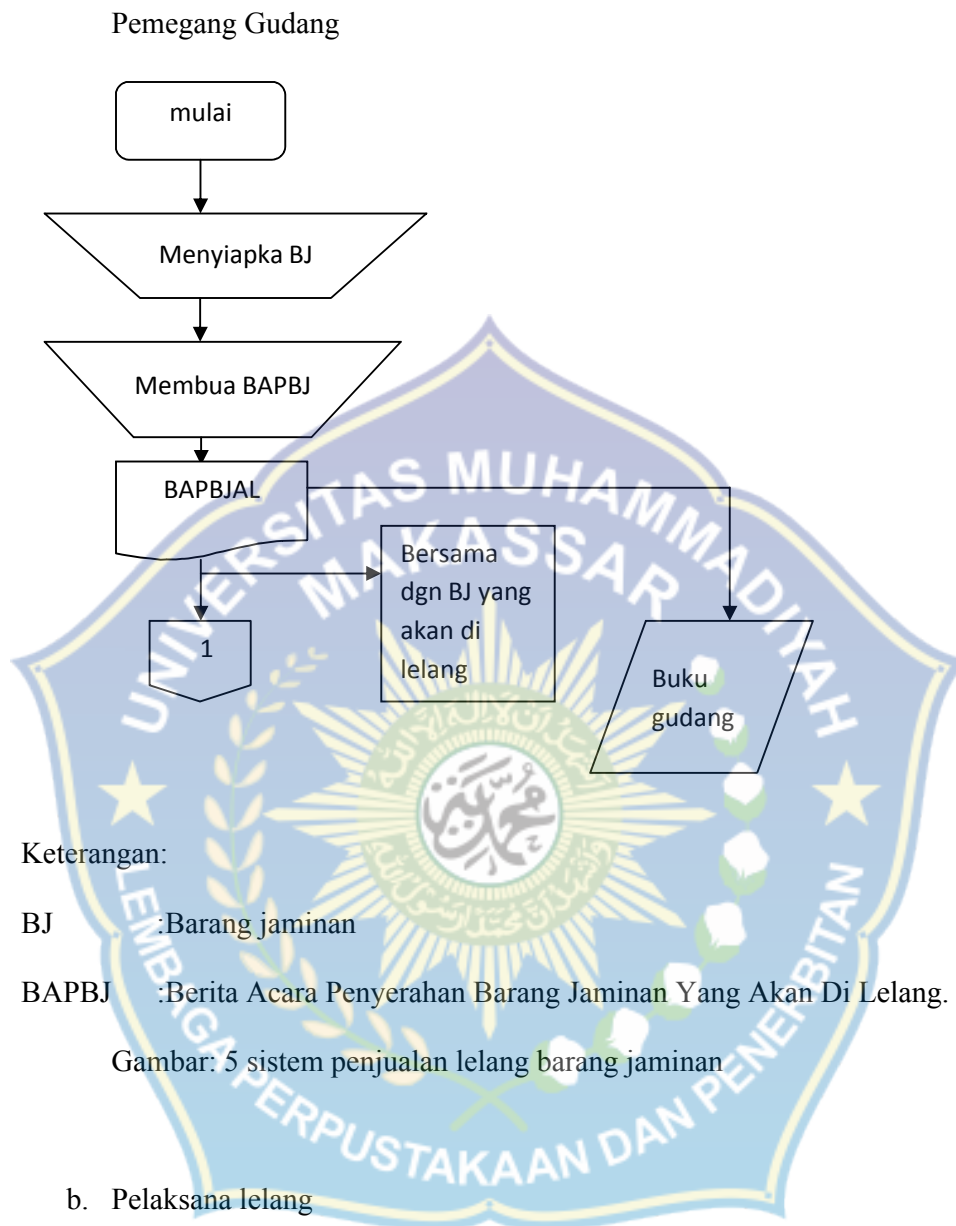 Pemegang Gudang
mulai
Menyiapka BJ
Membua BAPBJ
BAPBJAL
Bersama
dgn BJ yang
akan di
lelang
1
Buku
gudang
UNIVERSITAS MUHAMMADIYAH
MAKASSAR
محمد
Keterangan:
BJ :Barang jaminan
BAPBJ :Berita Acara Penyerahan Barang Jaminan Yang Akan Di Lelang.
Gambar: 5 sistem penjualan lelang barang jaminan
LEMBAGA PERPUSTAKAAN DAN PENERBITAN
b. Pelaksana lelang